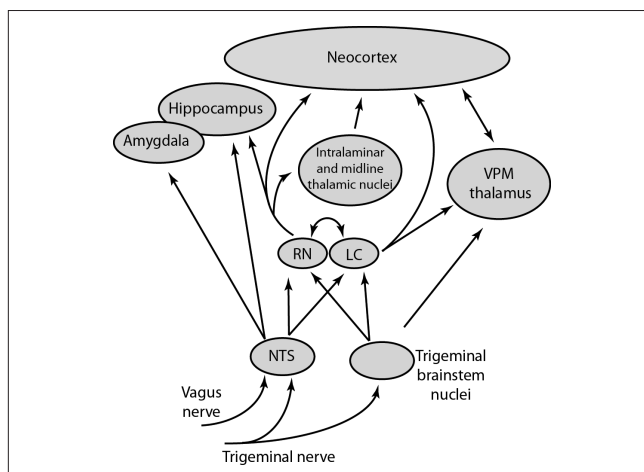 Neocortex
Hippocampus
Amygdala
Intralaminar
and midline
thalamic nuclei
VPM
thalamus
RN
LC
NTS
Trigeminal
brainstem
nuclei
Vagus
nerve
Trigeminal nerve